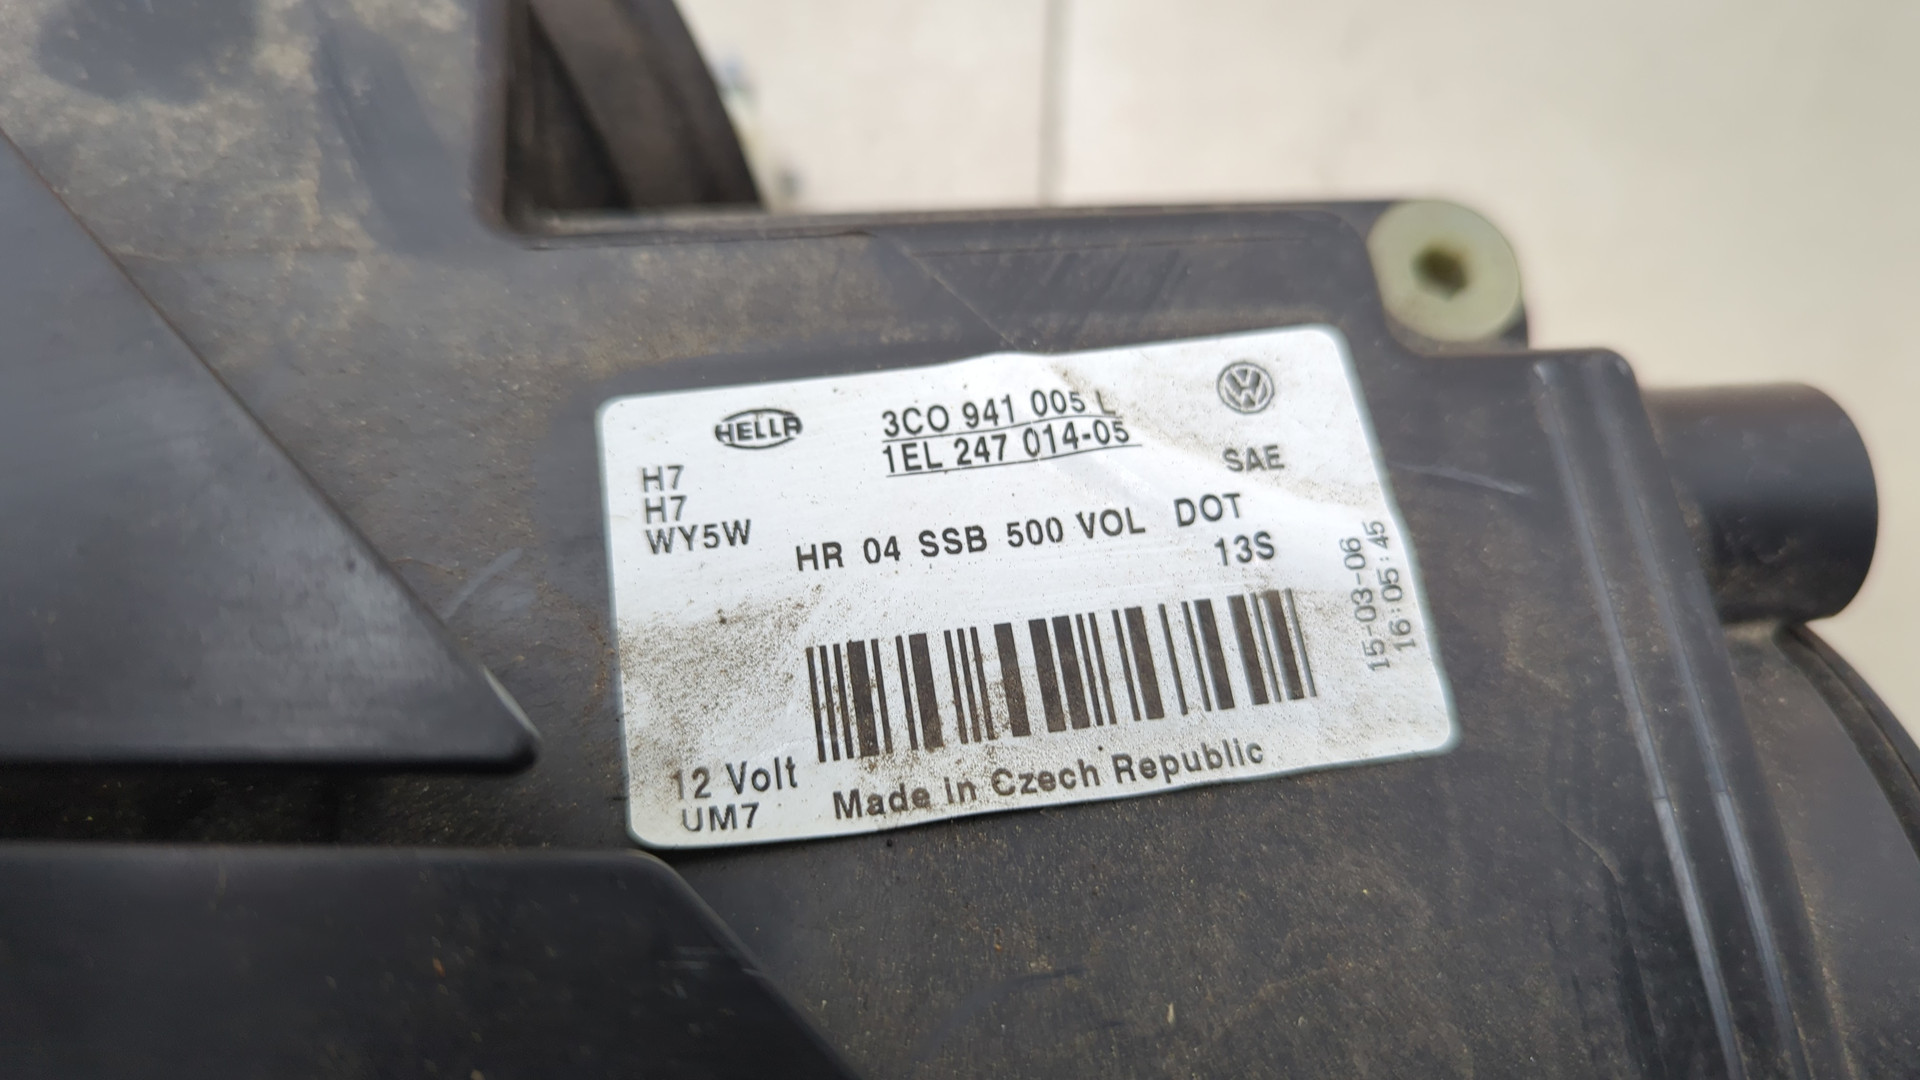 HELLA
3C0 941 005 L
1EL 247 014-05
VW
SAE
H7
H7
WY5W
HR 04 SSB 500 VOL DOT
13S
15-03-06
16:05:45
12 Volt
UM7
Made in Czech Republic